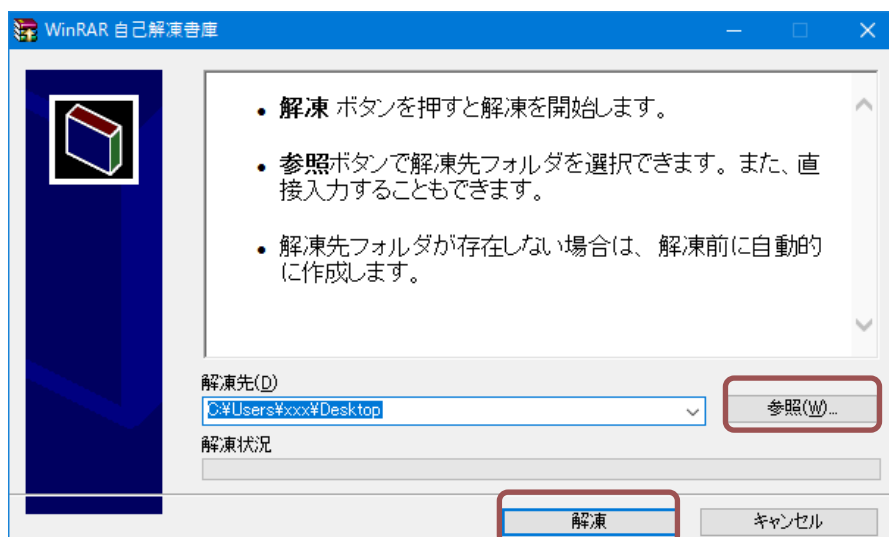 WinRAR 自己解凍書庫
• 解凍 ボタンを押すと解凍を開始します。
• 参照ボタンで解凍先フォルダを選択できます。また、直
接入力することもできます。
• 解凍先フォルダが存在しない場合は、解凍前に自動的
に作成します。
解凍先(D)
C:¥Users¥xxx¥Desktop
参照(W)...
解凍状況
解凍
キャンセル